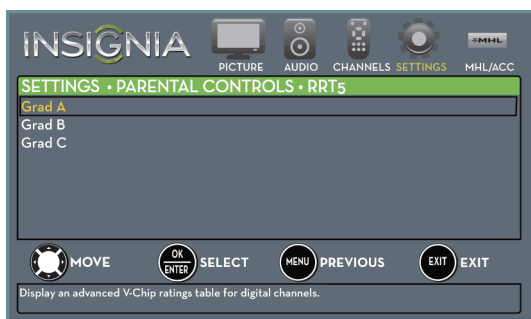 INSIGNIA
PICTURE AUDIO CHANNELS SETTINGS MHL MHL/ACC
SETTINGS • PARENTAL CONTROLS • RRT5
Grad A
Grad B
Grad C
MOVE OK ENTER SELECT MENU PREVIOUS EXIT EXIT
Display an advanced V-Chip ratings table for digital channels.